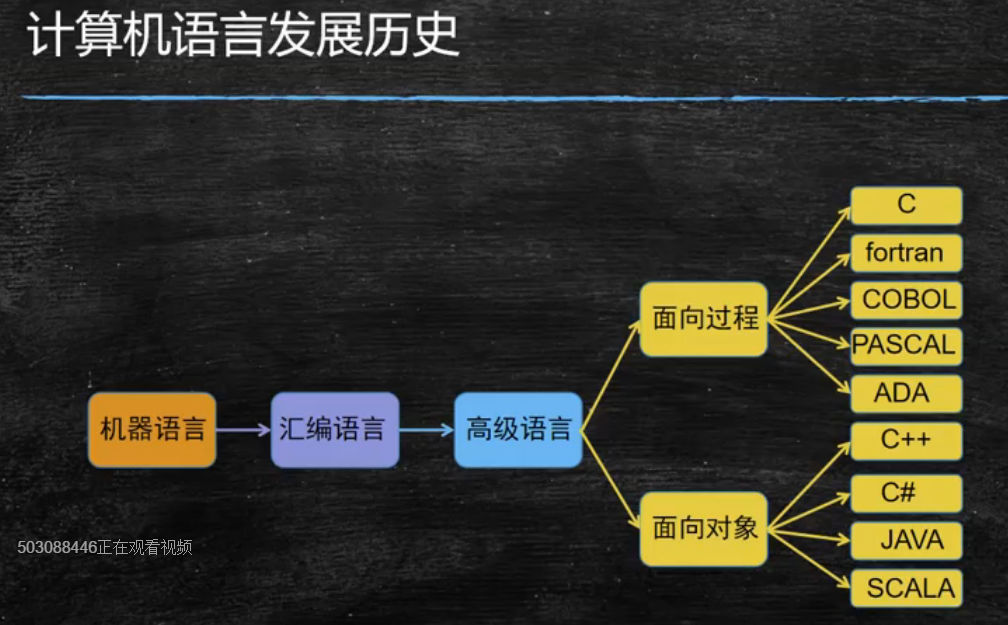 计算机语言发展历史
C
fortran
COBOL
面向过程
PASCAL
ADA
机器语言
汇编语言
高级语言
C++
C#
面向对象
JAVA
SCALA
503088446正在观看视频